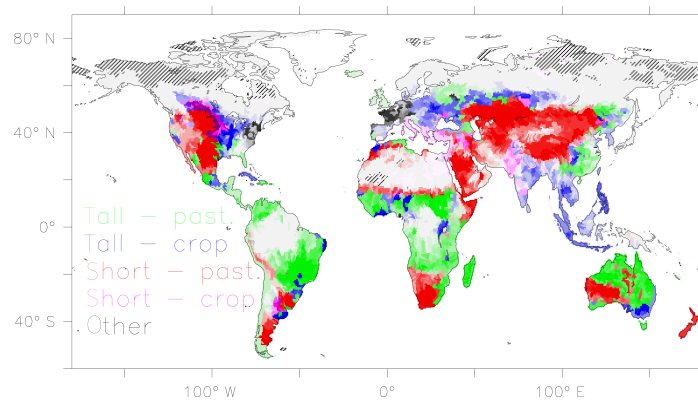 80° N
40° N
0°
40° S
Tall – past.
Tall – crop
Short – past.
Short – crop
Other
100° W
0°
100° E